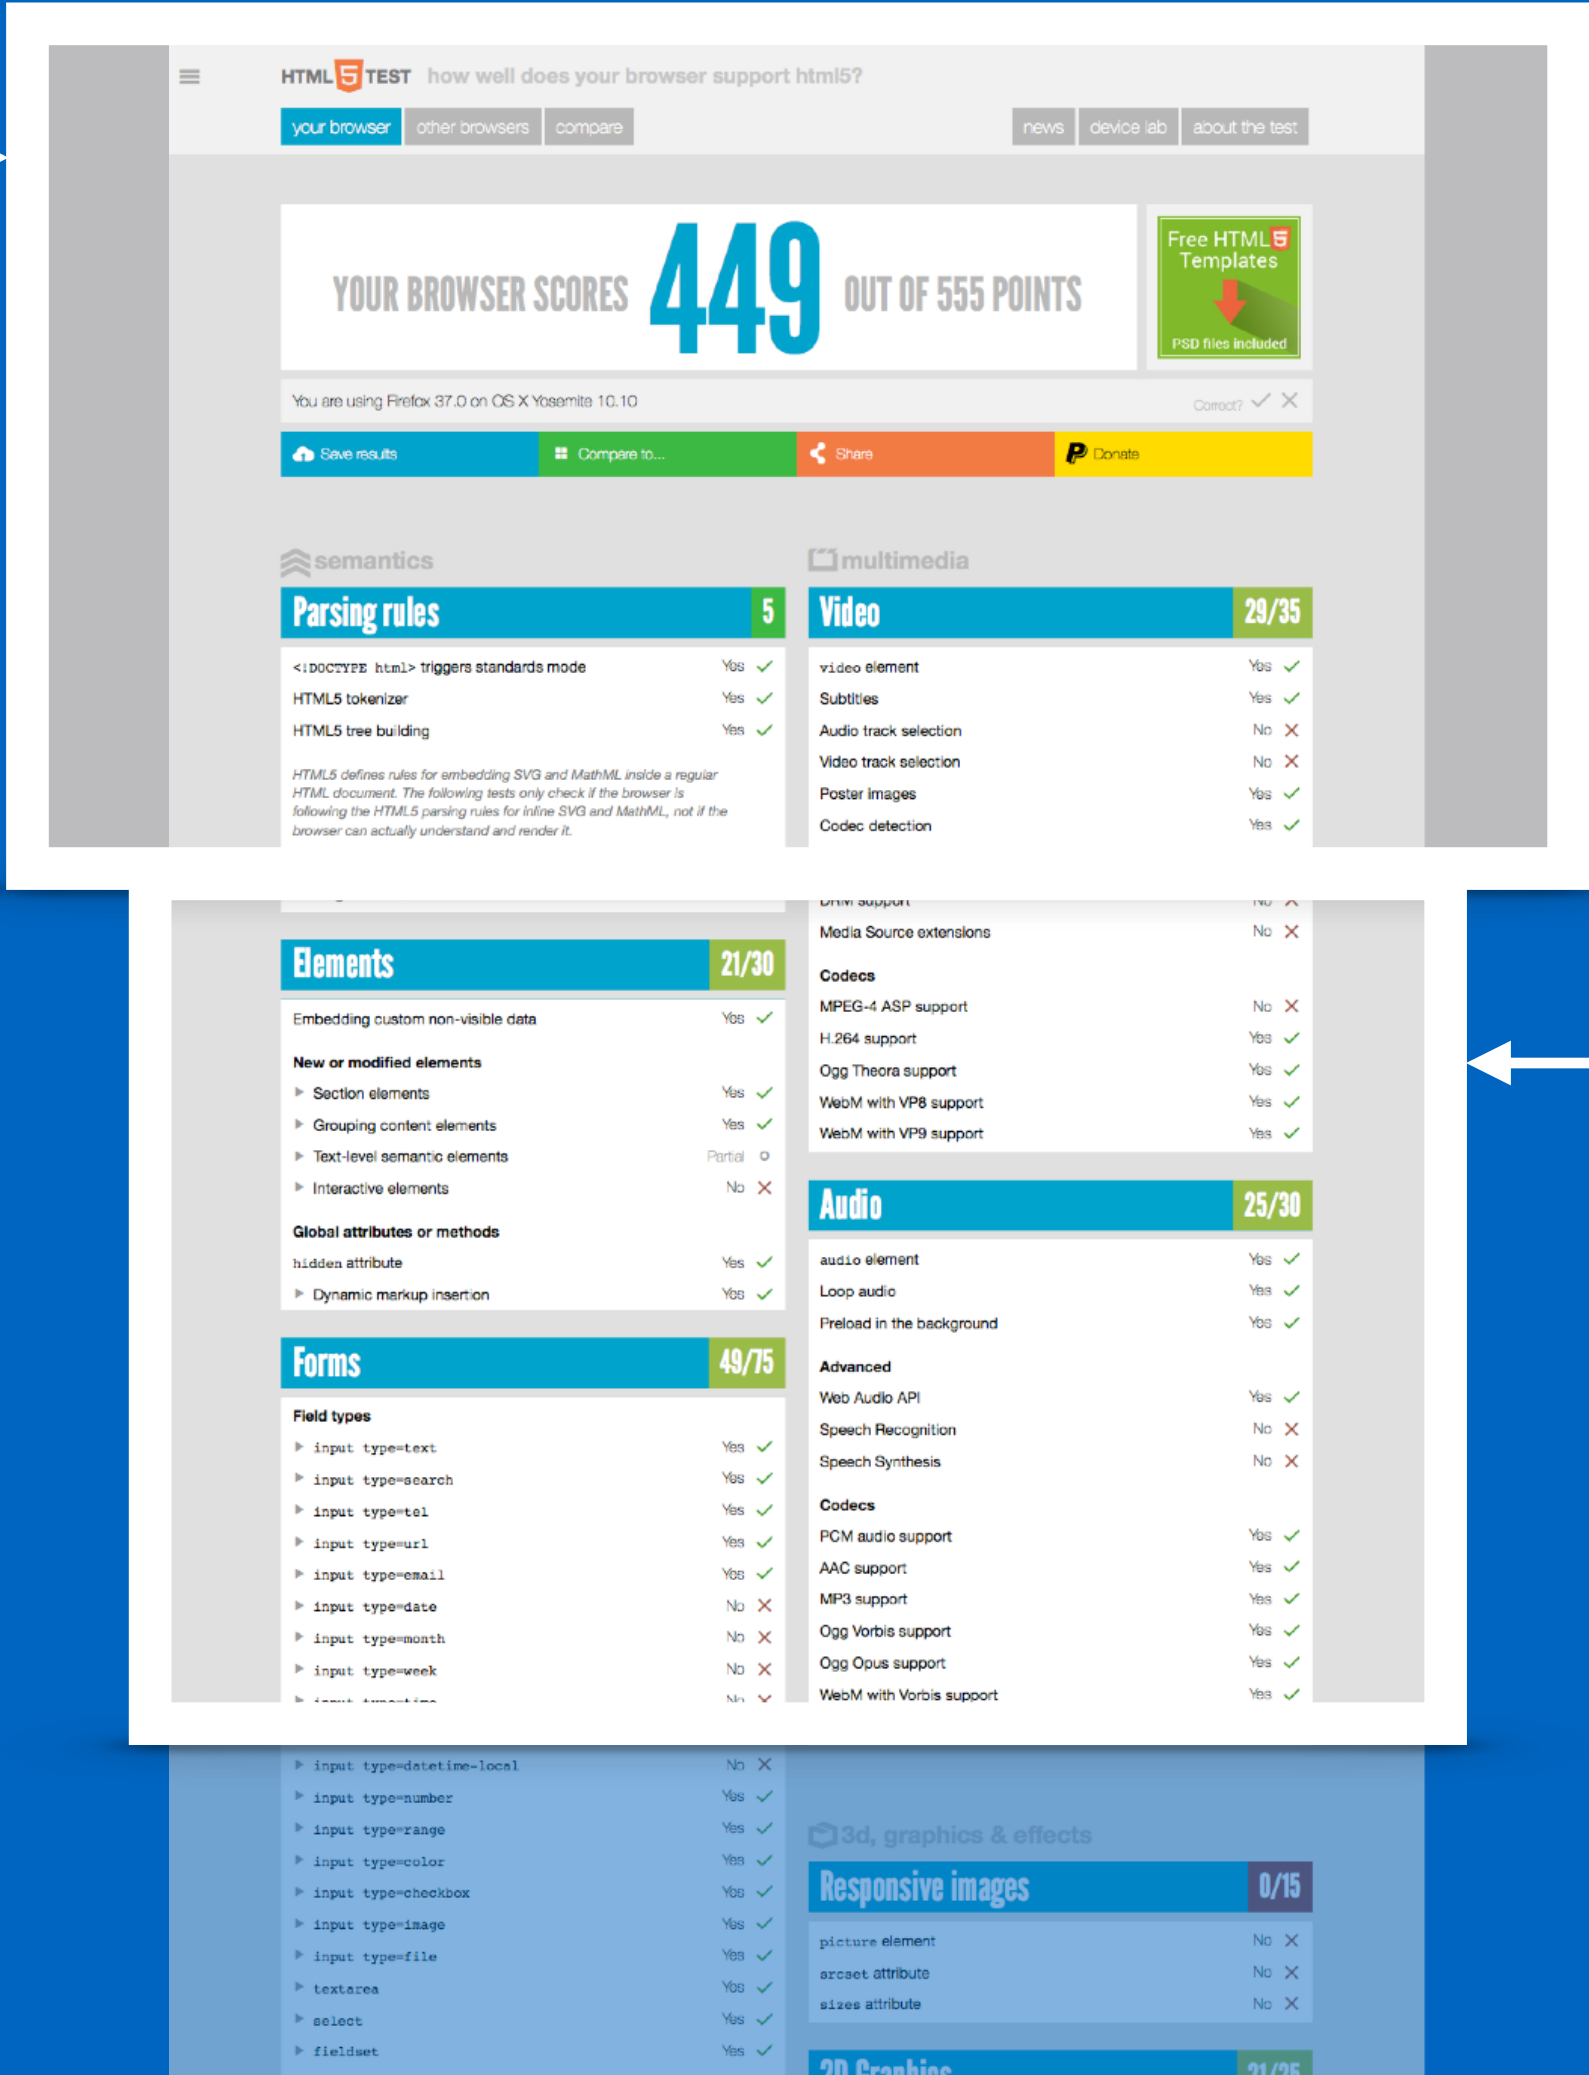 HTML5TEST how well does your browser support html5?
your browser other browsers compare news device lab about the test
YOUR BROWSER SCORES 449 OUT OF 555 POINTS
Free HTML5
Templates
PSD files included
You are using Firefox 37.0 on OS X Yosemite 10.10
Correct?
Save results Compare to... Share Donate
semantics
Parsing rules 5
<!DOCTYPE html> triggers standards mode Yes
HTML5 tokenizer Yes
HTML5 tree building Yes
HTML5 defines rules for embedding SVG and MathML inside a regular
HTML document. The following tests only check if the browser is
following the HTML5 parsing rules for inline SVG and MathML, not if the
browser can actually understand and render it.
multimedia
Video 29/35
video element Yes
Subtitles Yes
Audio track selection No
Video track selection No
Poster images Yes
Codec detection Yes
Elements 21/30
Embedding custom non-visible data Yes
New or modified elements
Section elements Yes
Grouping content elements Yes
Text-level semantic elements Partial
Interactive elements No
Global attributes or methods
hidden attribute Yes
Dynamic markup insertion Yes
Forms 49/75
Field types
input type=text Yes
input type=search Yes
input type=tel Yes
input type=url Yes
input type=email Yes
input type=date No
input type=month No
input type=week No
input type=time No
DRM support No
Media Source extensions No
Codecs
MPEG-4 ASP support No
H.264 support Yes
Ogg Theora support Yes
WebM with VP8 support Yes
WebM with VP9 support Yes
Audio 25/30
audio element Yes
Loop audio Yes
Preload in the background Yes
Advanced
Web Audio API Yes
Speech Recognition No
Speech Synthesis No
Codecs
PCM audio support Yes
AAC support Yes
MP3 support Yes
Ogg Vorbis support Yes
Ogg Opus support Yes
WebM with Vorbis support Yes
input type=datetime-local No
input type=number Yes
input type=range Yes
input type=color Yes
input type=checkbox Yes
input type=image Yes
input type=file Yes
textarea Yes
select Yes
fieldset Yes
3d, graphics & effects
Responsive images 0/15
picture element No
srcset attribute No
sizes attribute No
2D Graphics 21/25